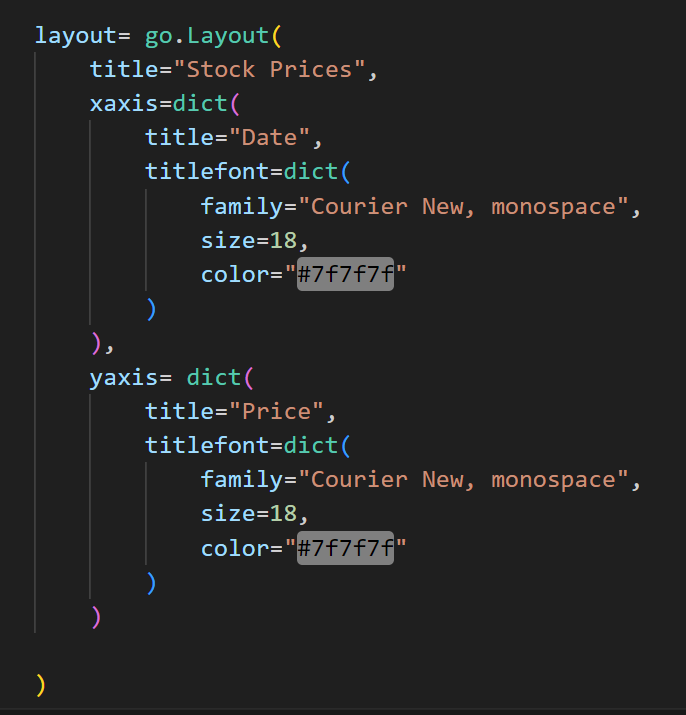 layout= go.Layout(
    title="Stock Prices",
    xaxis=dict(
        title="Date",
        titlefont=dict(
            family="Courier New, monospace",
            size=18,
            color="#7f7f7f"
        )
    ),
    yaxis= dict(
        title="Price",
        titlefont=dict(
            family="Courier New, monospace",
            size=18,
            color="#7f7f7f"
        )
    )

)